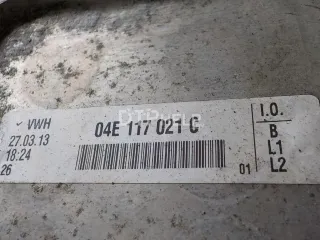 ✓ VWH
27.03.13
18:24
26
04E 117 021 C
01
I.O.
B
L1
L2